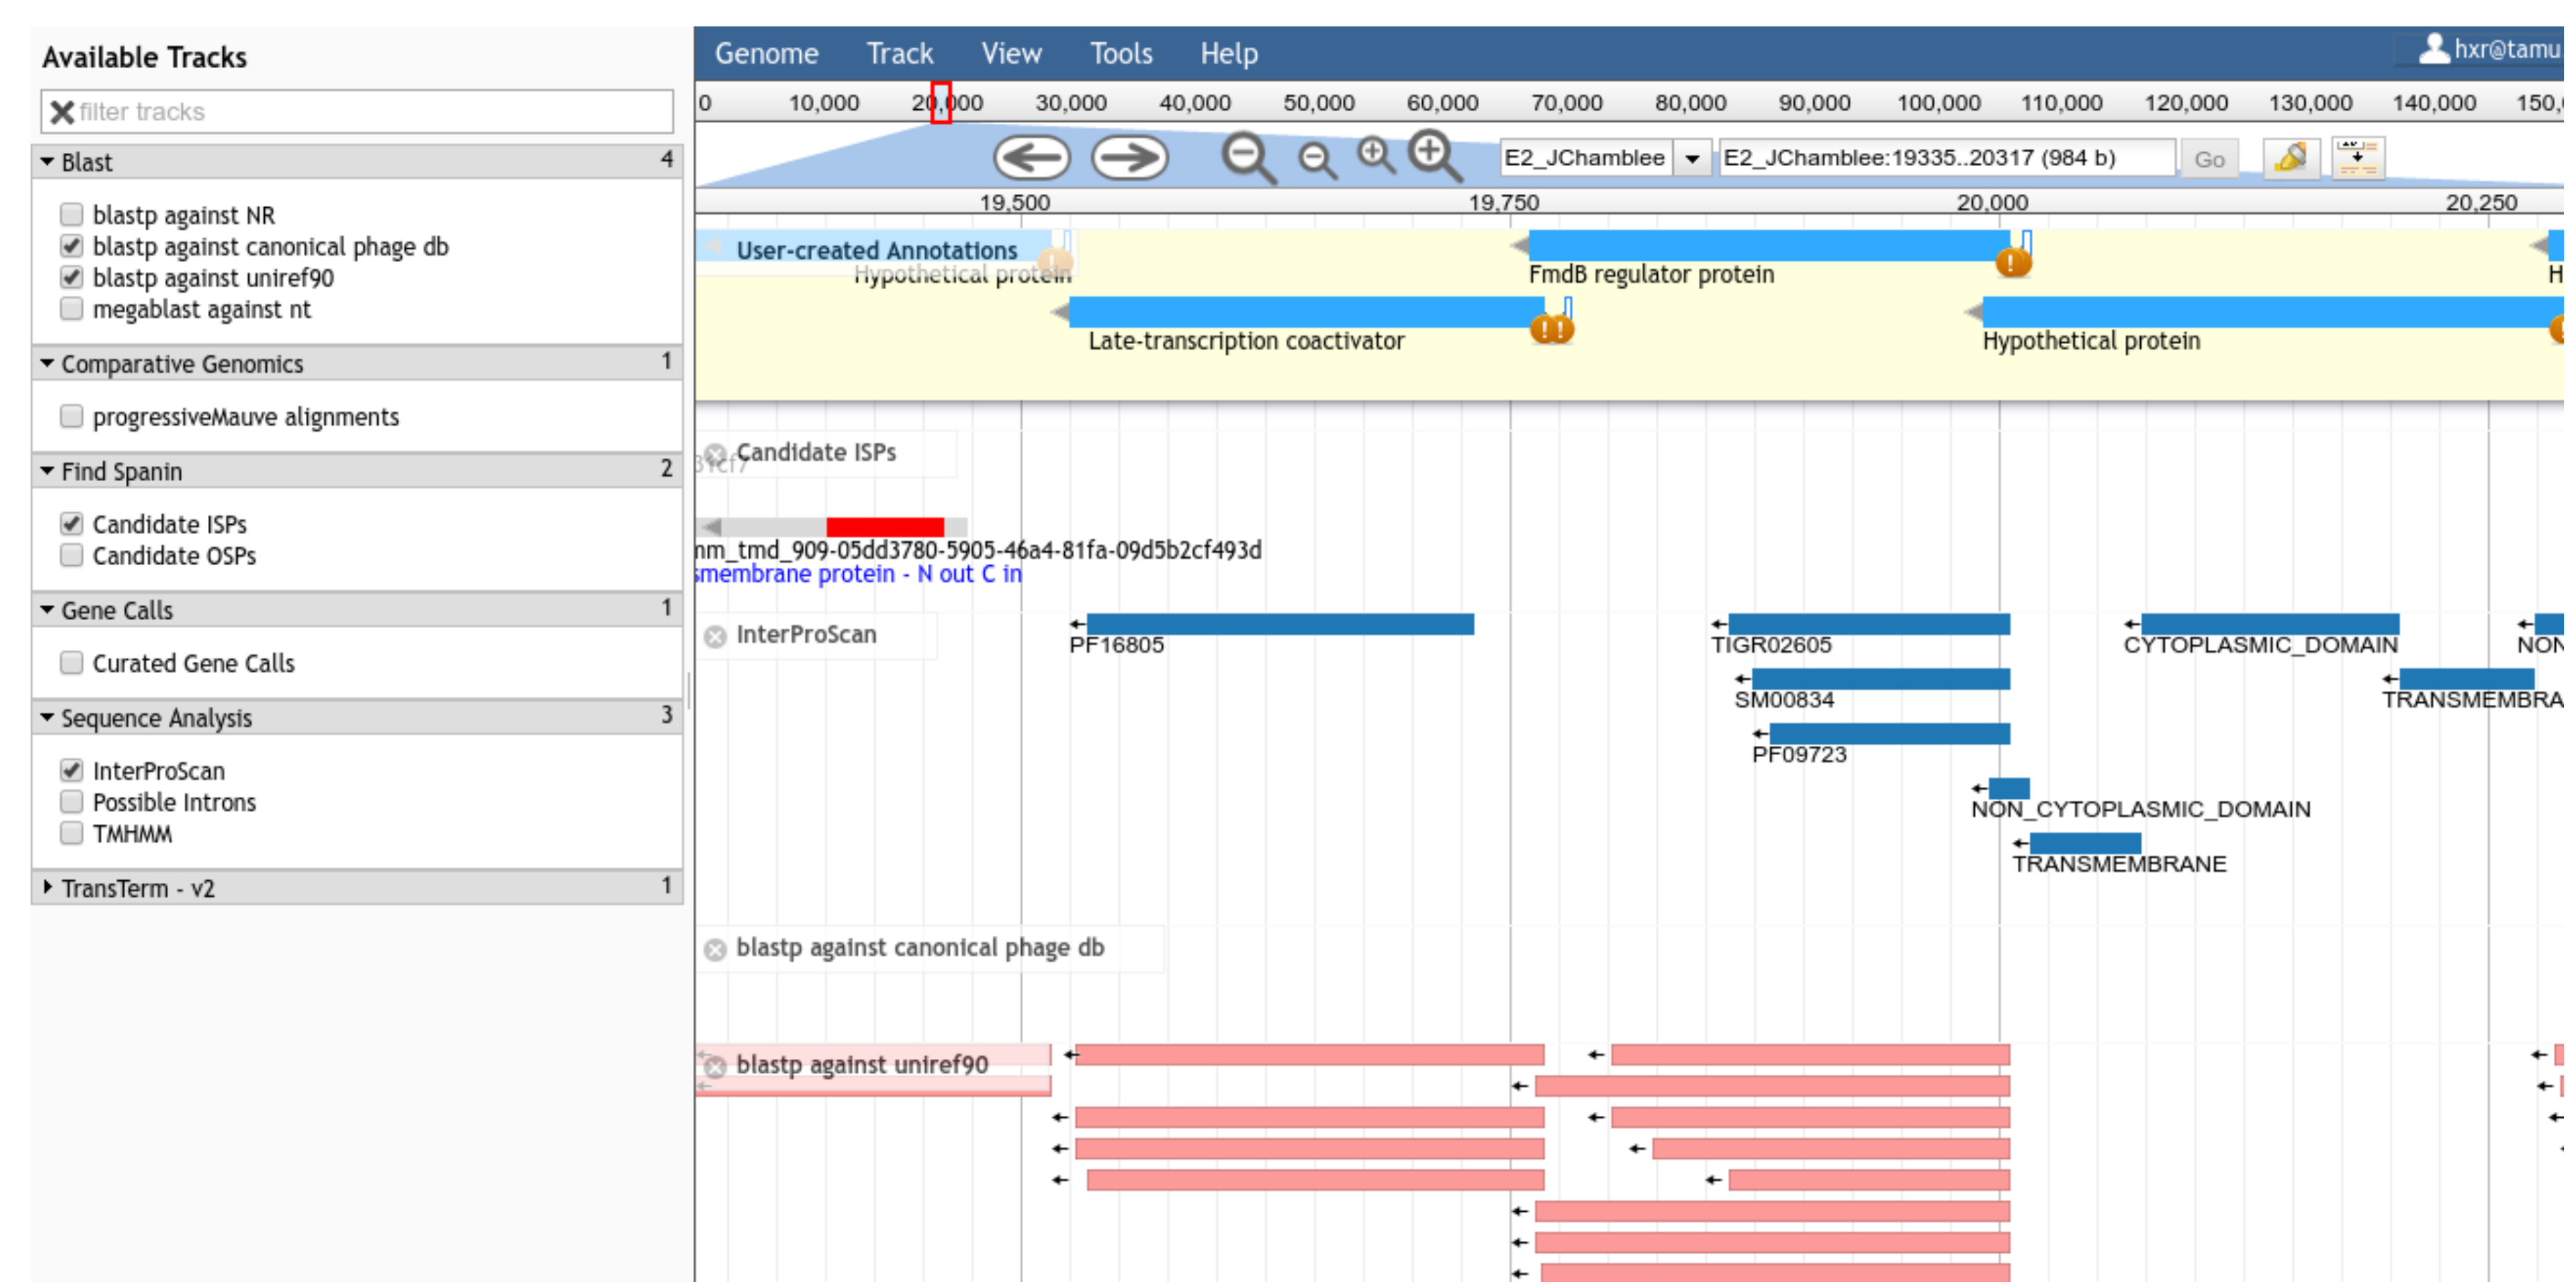 Available Tracks
filter tracks
Blast 4
blastp against NR
blastp against canonical phage db
blastp against uniref90
megablast against nt
Comparative Genomics 1
progressiveMauve alignments
Find Spanin 2
Candidate ISPs
Candidate OSPs
Gene Calls 1
Curated Gene Calls
Sequence Analysis 3
InterProScan
Possible Introns
TMHMM
TransTerm - v2 1
Genome Track View Tools Help hxr@tamu
0 10,000 20,000 30,000 40,000 50,000 60,000 70,000 80,000 90,000 100,000 110,000 120,000 130,000 140,000 150,
E2_JChamblee E2_JChamblee:19335..20317 (984 b) Go
19,500 19,750 20,000 20,250
User-created Annotations
Hypothetical protein FmdB regulator protein H
Late-transcription coactivator Hypothetical protein
Candidate ISPs
31cf7
mm_tmd_909-05dd3780-5905-46a4-81fa-09d5b2cf493d
smembrane protein - N out C in
InterProScan
PF16805 TIGR02605 CYTOPLASMIC_DOMAIN NON
SM00834 TRANSMEMBRA
PF09723
NON_CYTOPLASMIC_DOMAIN
TRANSMEMBRANE
blastp against canonical phage db
blastp against uniref90